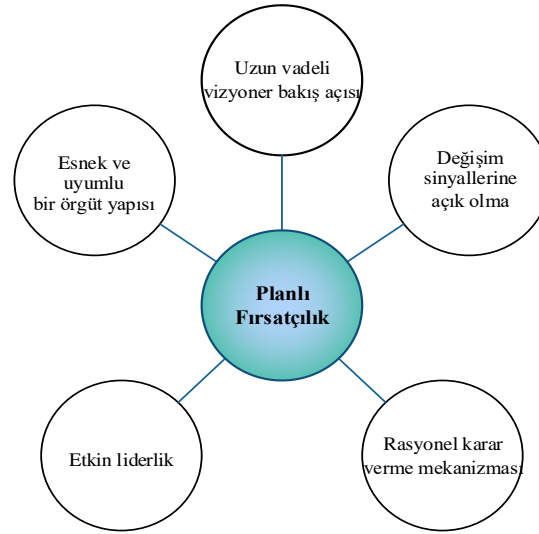 Uzun vadeli
vizyoner bakış açısı
Esnek ve
uyumlu
bir örgüt yapısı
Değişim
sinyallerine
açık olma
Planlı
Fırsatçılık
Etkin liderlik
Rasyonel karar
verme mekanizması